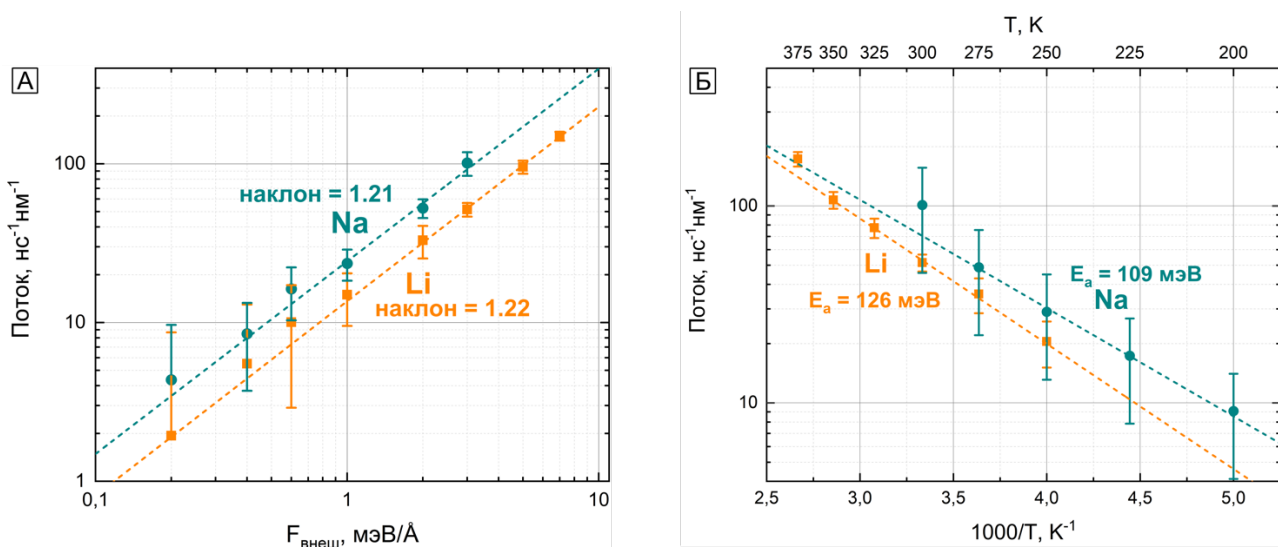 А
100
10
1
0,1
1
10
Поток, нс⁻¹нм⁻¹
Fвнеш, мэВ/Å
наклон = 1.21
Na
Li
наклон = 1.22
Б
T, K
375 350 325 300 275 250 225 200
100
10
Поток, нс⁻¹нм⁻¹
Li
Eₐ = 126 мэВ
Eₐ = 109 мэВ
Na
2,5 3,0 3,5 4,0 4,5 5,0
1000/T, K⁻¹